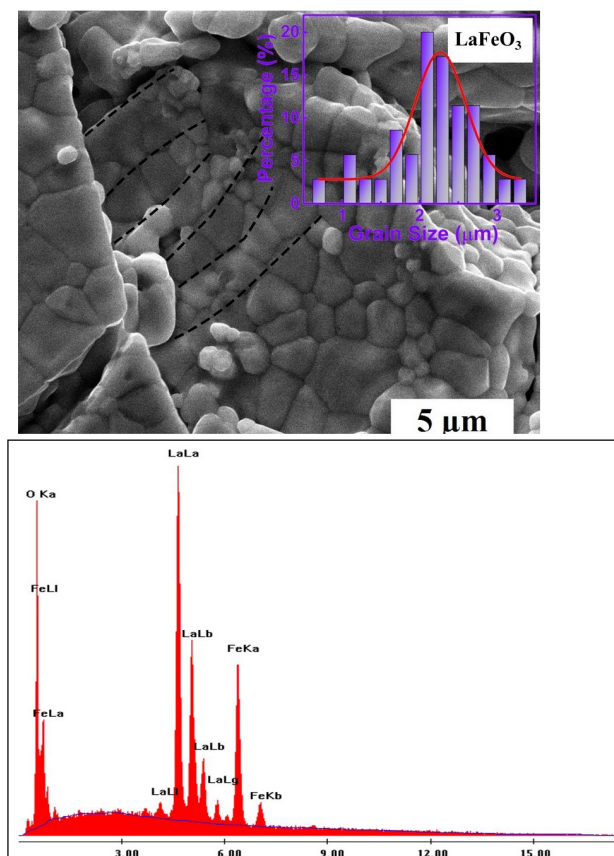 LaFeO3
Percentage (%)
20
15
10
5
0
1
2
3
Grain Size (μm)
5 μm
LaLa
O Ka
FeLl
LaLb
FeKa
FeLa
LaLb
LaLg
LaLl
FeKb
3.00
6.00
9.00
12.00
15.00